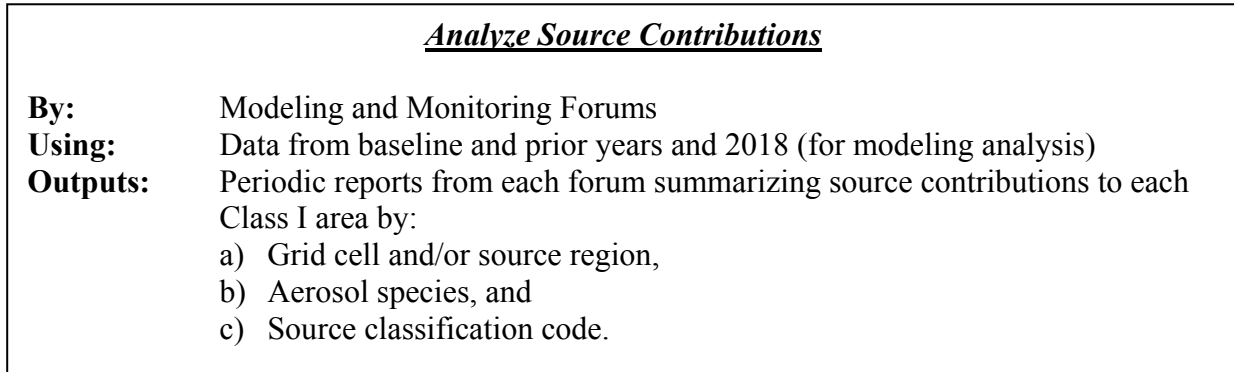 Analyze Source Contributions
By: Modeling and Monitoring Forums
Using: Data from baseline and prior years and 2018 (for modeling analysis)
Outputs: Periodic reports from each forum summarizing source contributions to each
Class I area by:
a) Grid cell and/or source region,
b) Aerosol species, and
c) Source classification code.